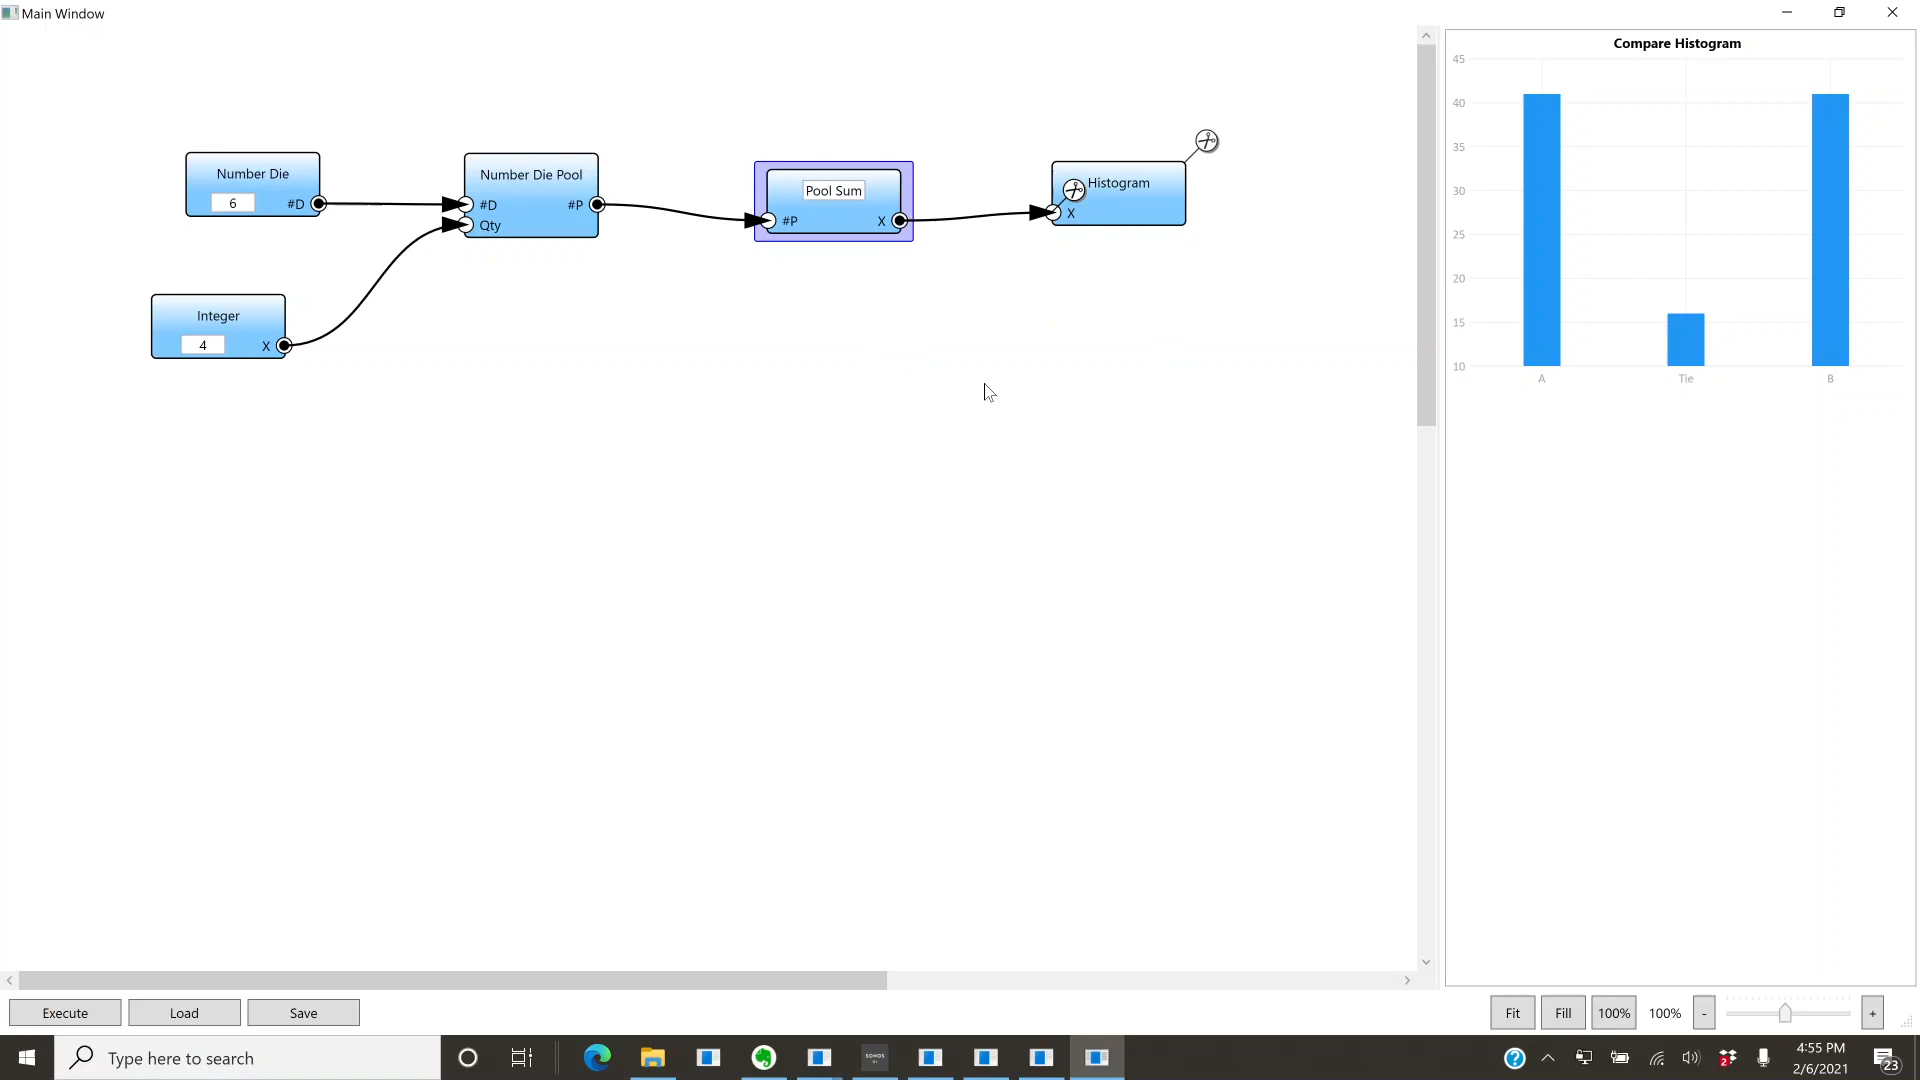 Main Window
Number Die
6 #D
Number Die Pool
#D #P
Qty
Pool Sum
#P X
Histogram
X
Integer
4 X
Compare Histogram
45
40
35
30
25
20
15
10
A Tie B
Execute Load Save
Fit Fill 100% 100% - +
Type here to search
SONOS
2
4:55 PM
2/6/2021
23